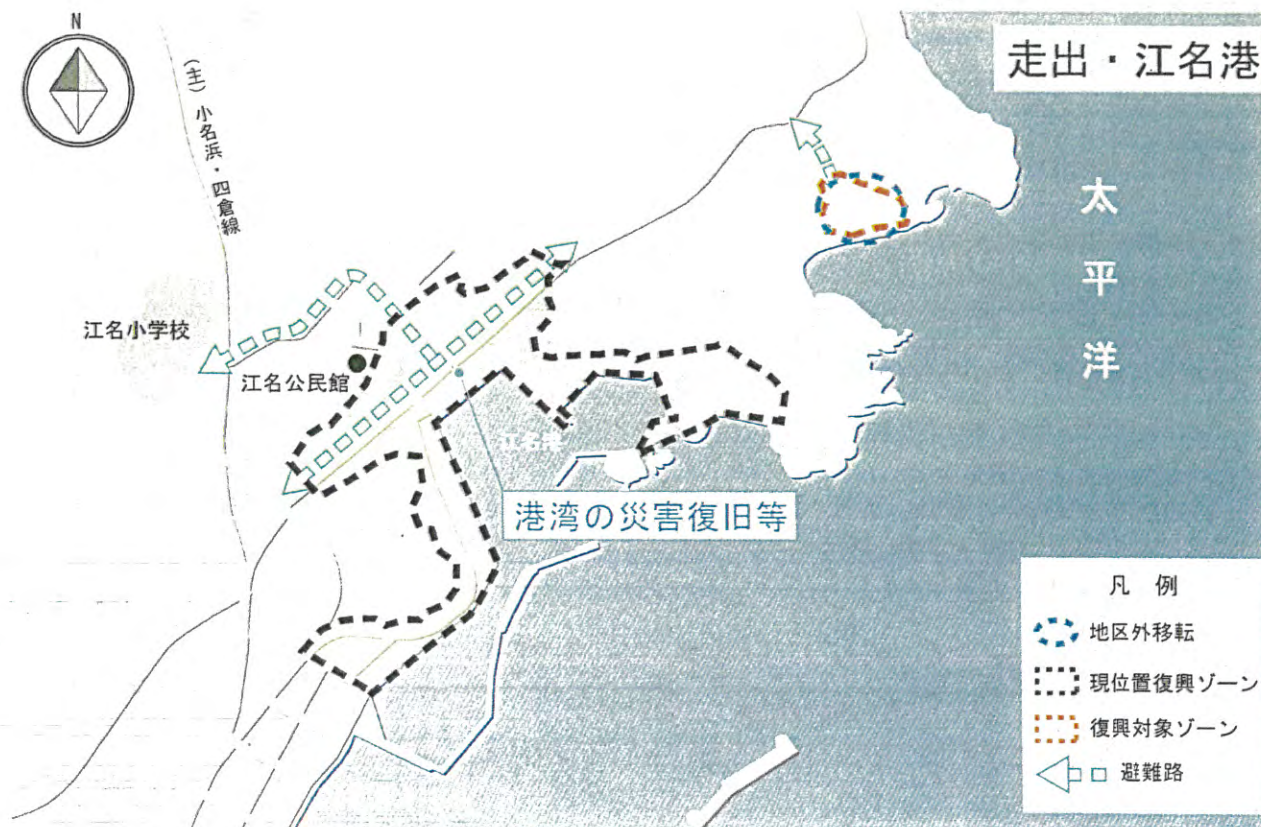 N
走出・江名港
(主)小名浜・四倉線
太平洋
江名小学校
江名公民館
江名港
港湾の災害復旧等
凡 例
地区外移転
現位置復興ゾーン
復興対象ゾーン
避難路